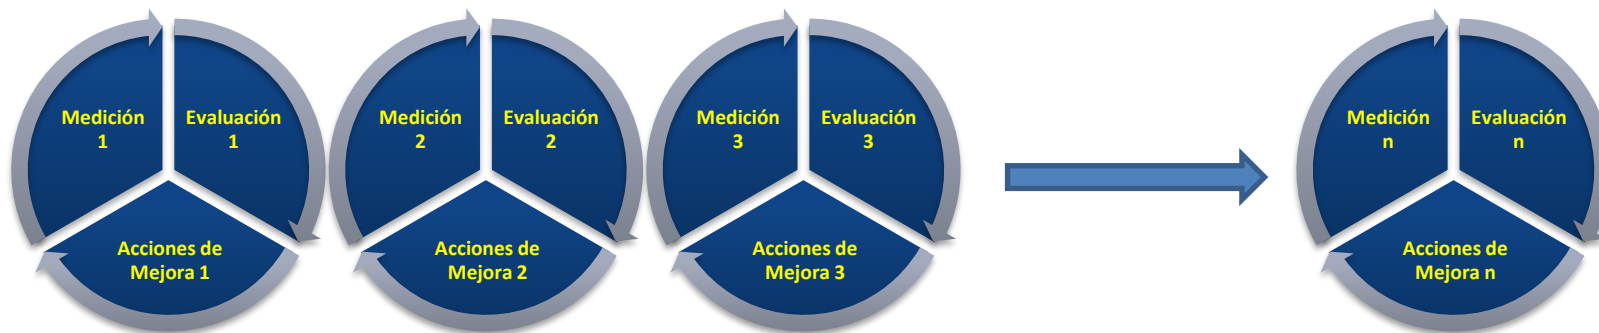 Medición
1
Evaluación
1
Acciones de
Mejora 1
Medición
2
Evaluación
2
Acciones de
Mejora 2
Medición
3
Evaluación
3
Acciones de
Mejora 3
Medición
n
Evaluación
n
Acciones de
Mejora n